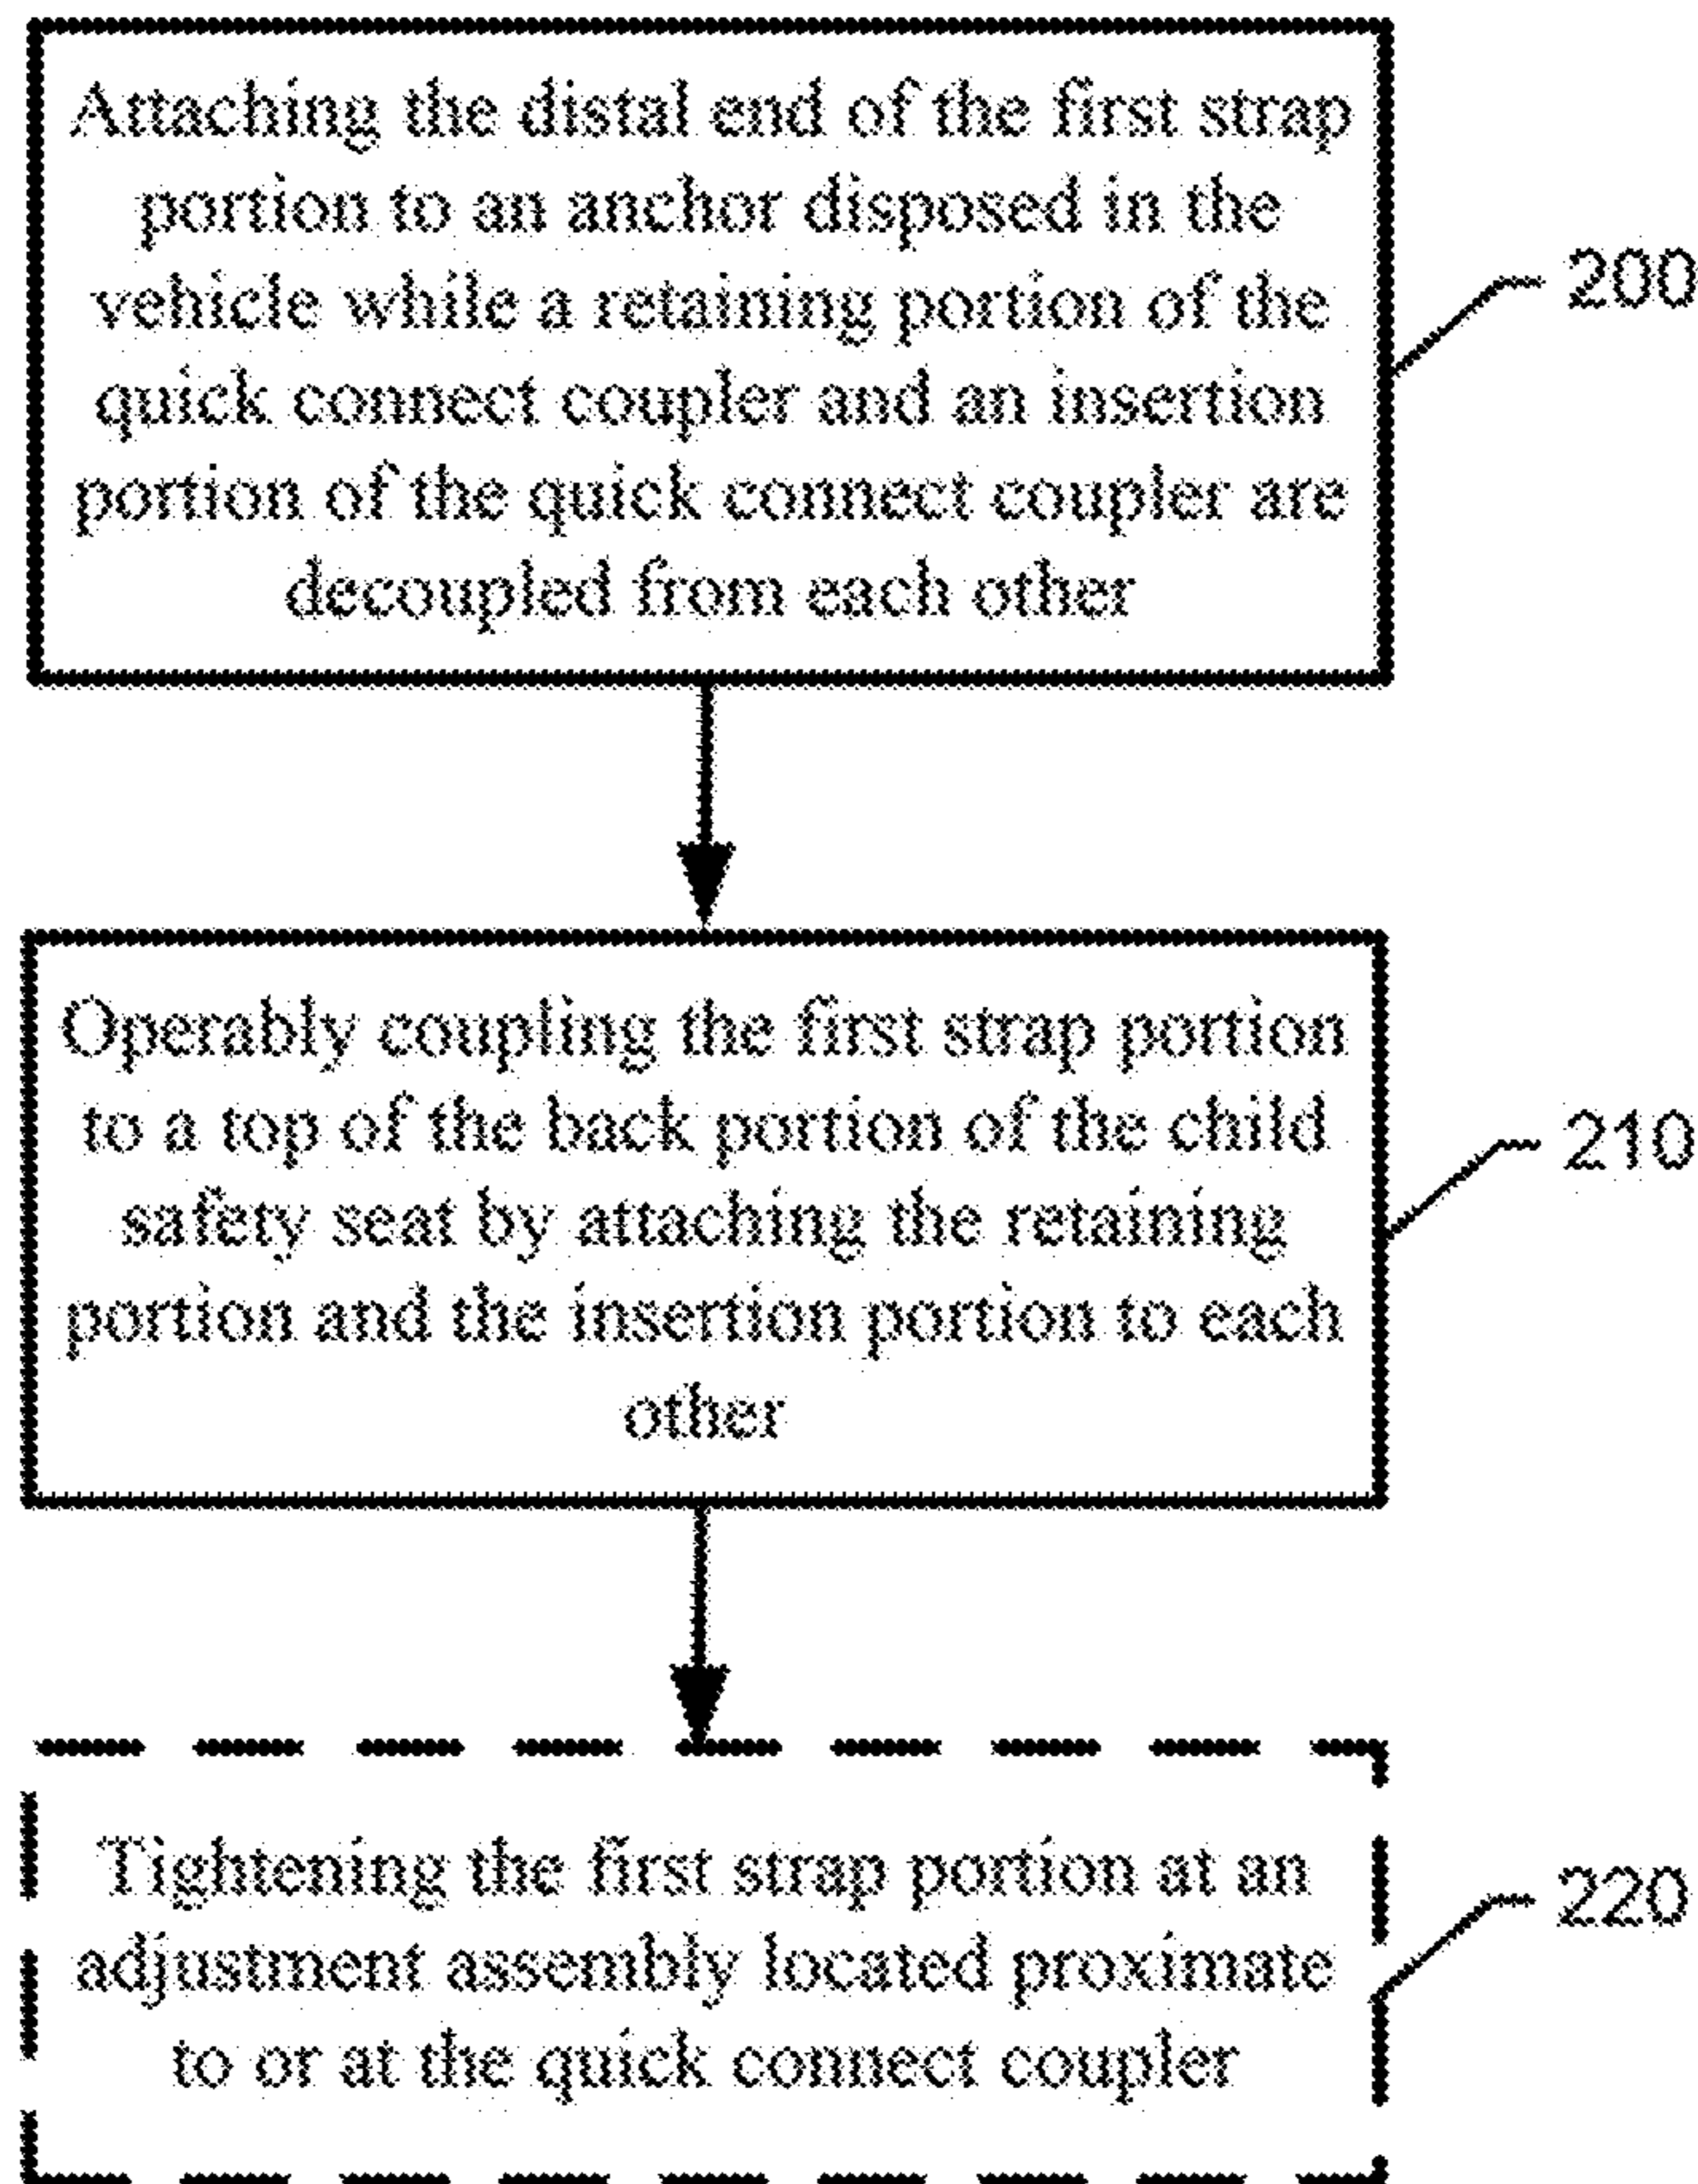 Attaching the distal end of the first strap
portion to an anchor disposed in the
vehicle while a retaining portion of the
quick connect coupler and an insertion
portion of the quick connect coupler are
decoupled from each other
200
Operably coupling the first strap portion
to a top of the back portion of the child
safety seat by attaching the retaining
portion and the insertion portion to each
other
210
Tightening the first strap portion at an
adjustment assembly located proximate
to or at the quick connect coupler
220